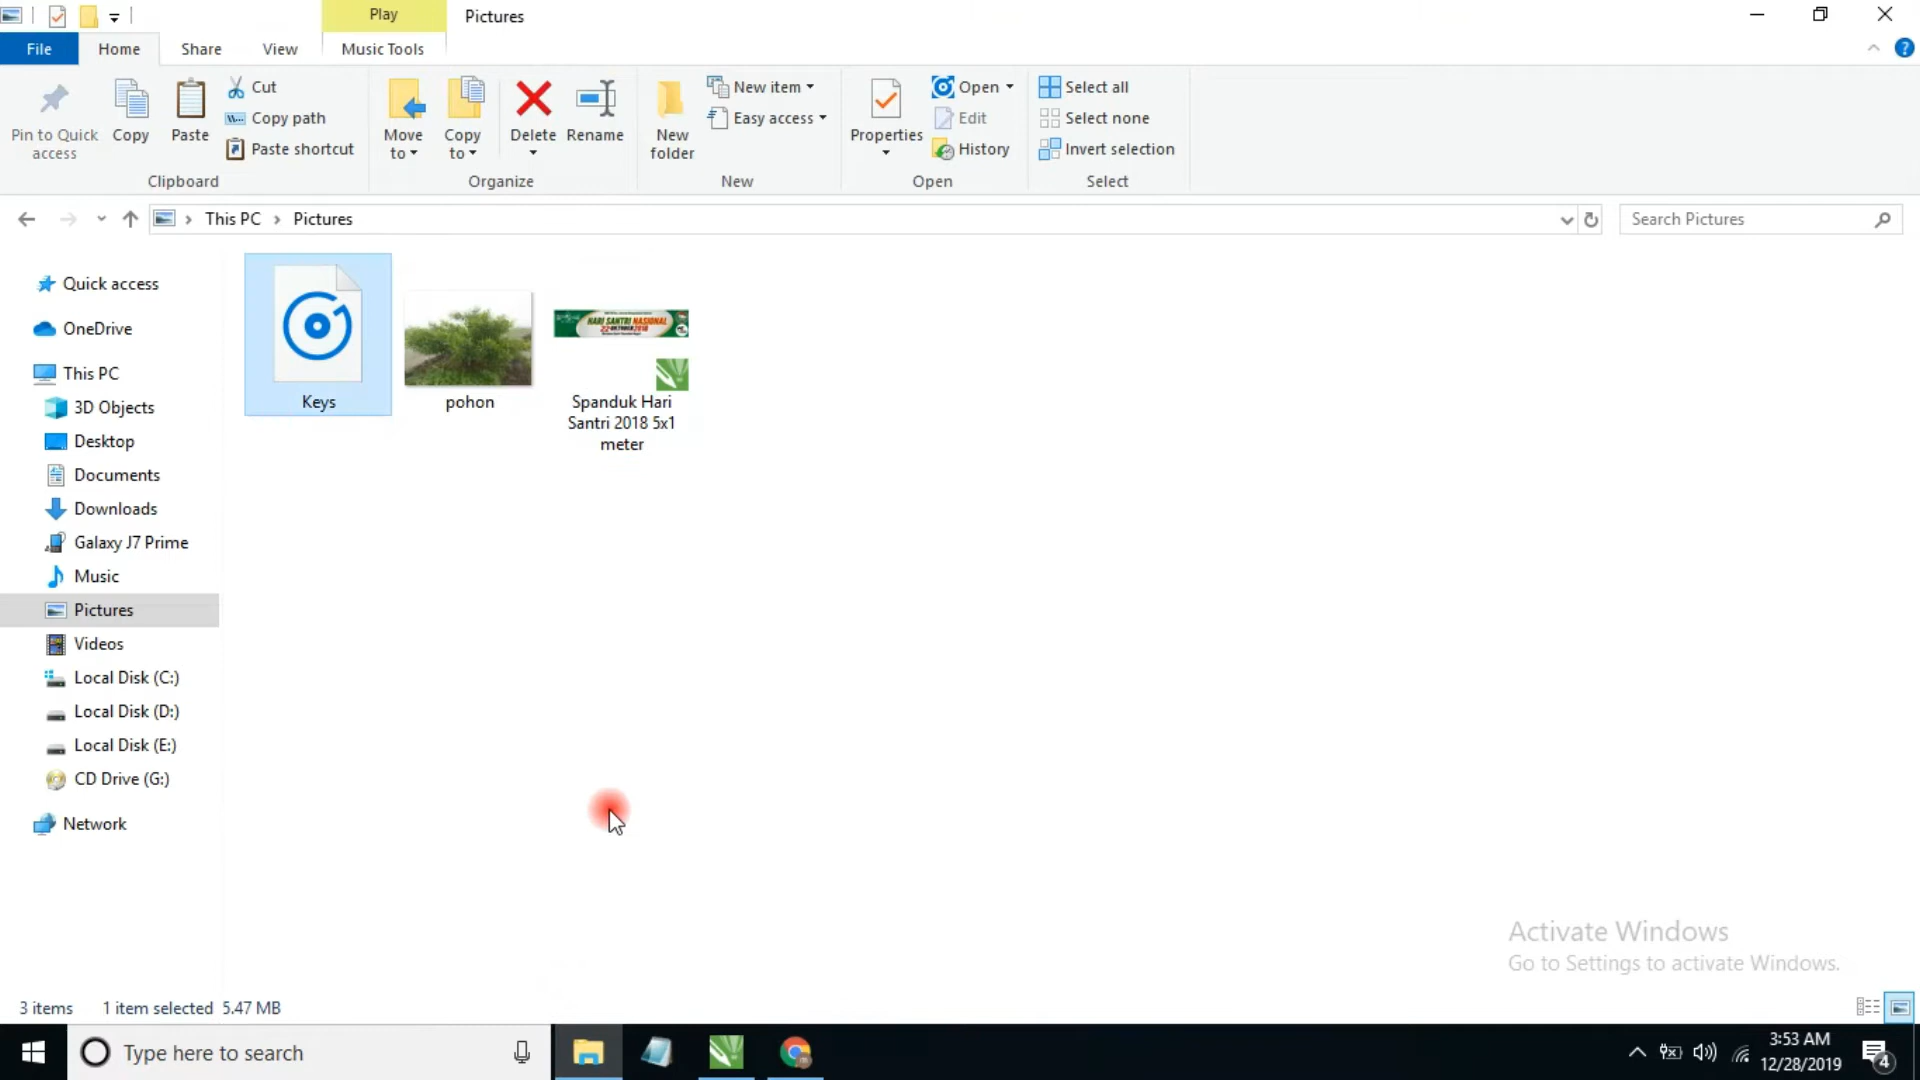 Play
Pictures
File
Home
Share
View
Music Tools
Pin to Quick
access
Copy
Paste
Cut
Copy path
Paste shortcut
Clipboard
Move
to
Copy
to
Delete
Rename
Organize
New
folder
New item
Easy access
New
Properties
Open
Edit
History
Open
Select all
Select none
Invert selection
Select
This PC
Pictures
Search Pictures
Quick access
OneDrive
This PC
3D Objects
Desktop
Documents
Downloads
Galaxy J7 Prime
Music
Pictures
Videos
Local Disk (C:)
Local Disk (D:)
Local Disk (E:)
CD Drive (G:)
Network
Keys
pohon
HARI SANTRI NASIONAL
22 OKTOBER 2018
Spanduk Hari
Santri 2018 5x1
meter
Activate Windows
Go to Settings to activate Windows.
3 items
1 item selected 5.47 MB
Type here to search
3:53 AM
12/28/2019
4